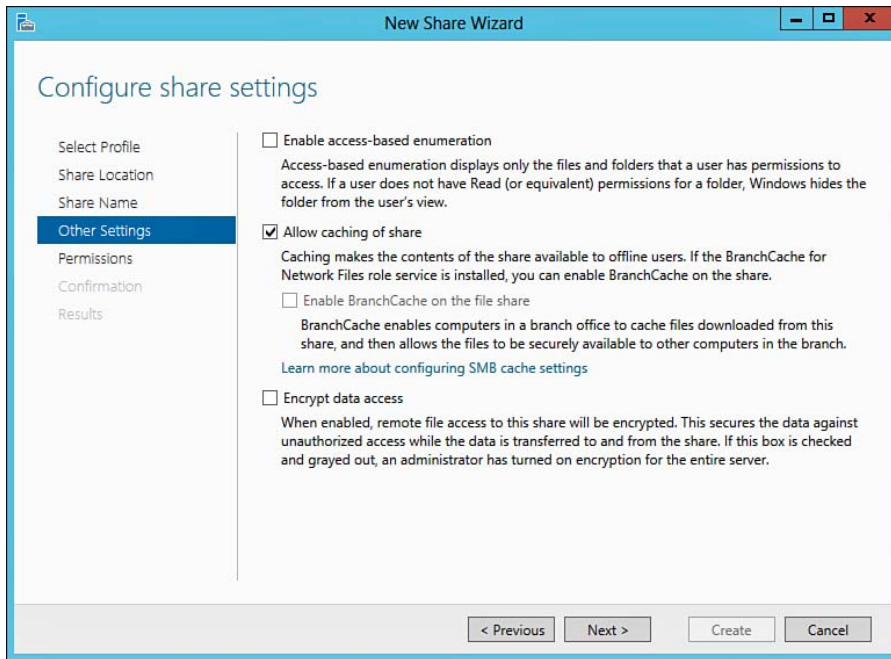 New Share Wizard
Configure share settings
Select Profile
Share Location
Share Name
Other Settings
Permissions
Confirmation
Results
Enable access-based enumeration
Access-based enumeration displays only the files and folders that a user has permissions to
access. If a user does not have Read (or equivalent) permissions for a folder, Windows hides the
folder from the user's view.
Allow caching of share
Caching makes the contents of the share available to offline users. If the BranchCache for
Network Files role service is installed, you can enable BranchCache on the share.
Enable BranchCache on the file share
BranchCache enables computers in a branch office to cache files downloaded from this
share, and then allows the files to be securely available to other computers in the branch.
Learn more about configuring SMB cache settings
Encrypt data access
When enabled, remote file access to this share will be encrypted. This secures the data against
unauthorized access while the data is transferred to and from the share. If this box is checked
and grayed out, an administrator has turned on encryption for the entire server.
< Previous
Next >
Create
Cancel